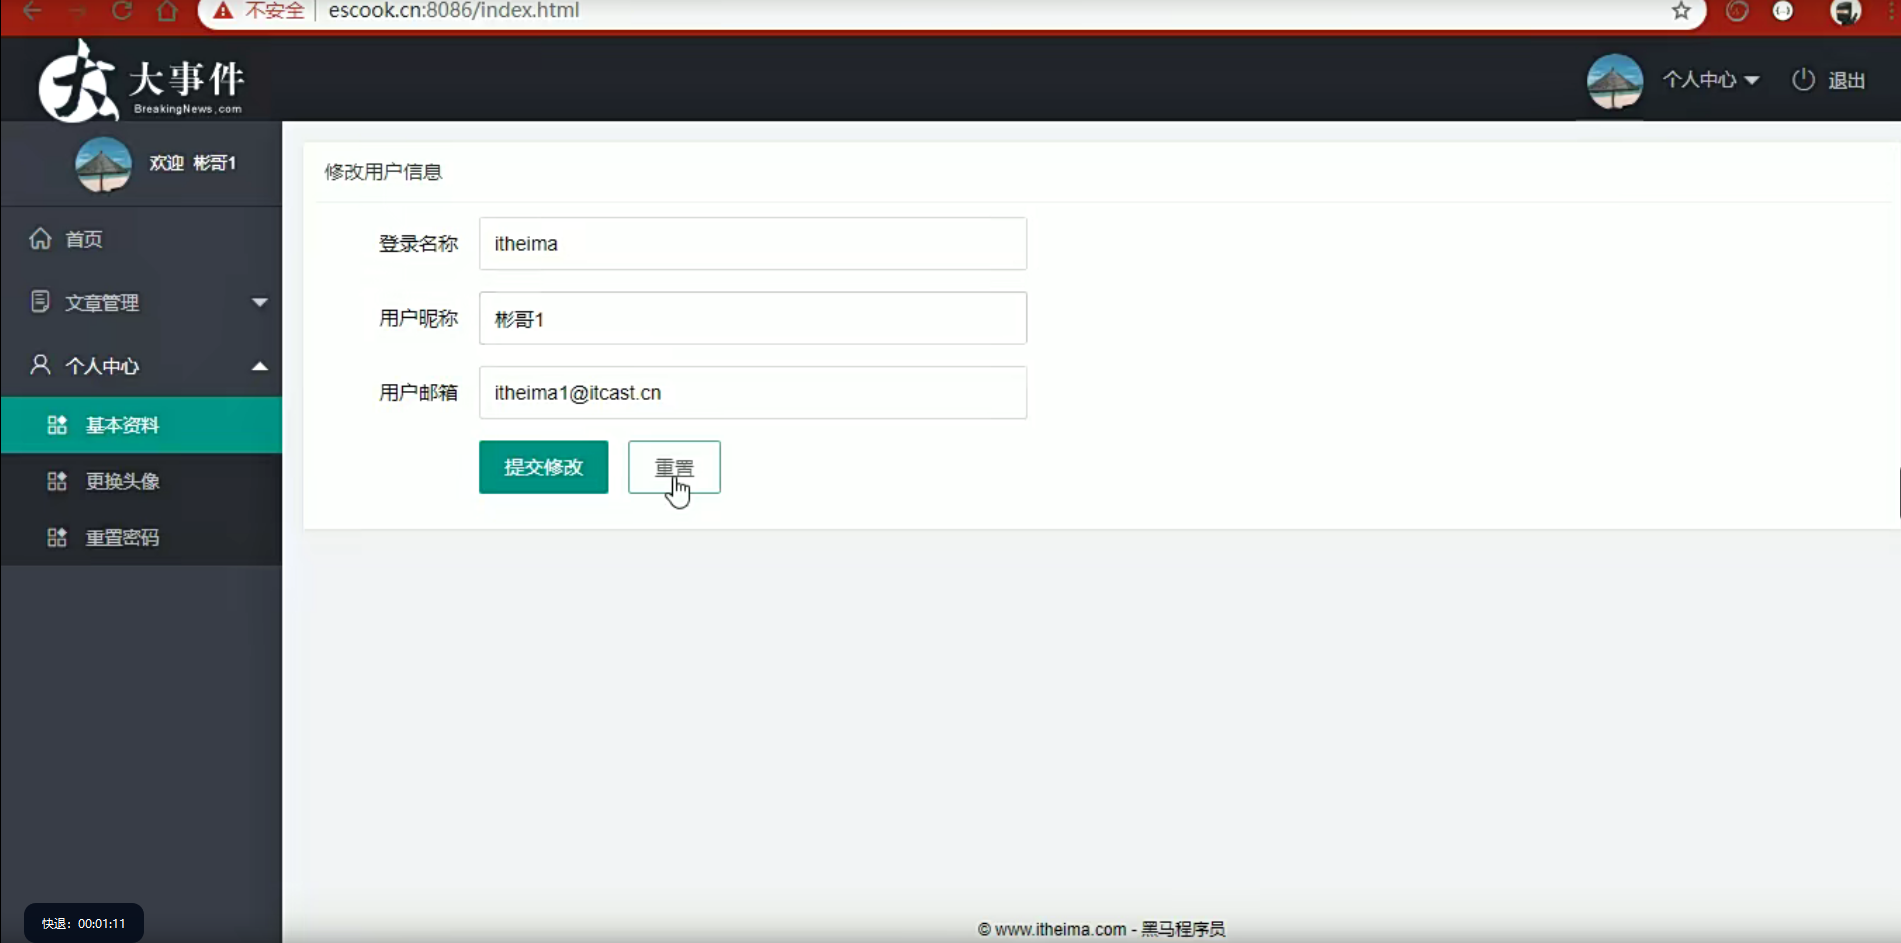 不安全 escook.cn:8086/index.html
大事件
BreakingNews.com
个人中心
退出
欢迎 彬哥1
首页
文章管理
个人中心
基本资料
更换头像
重置密码
修改用户信息
登录名称 itheima
用户昵称 彬哥1
用户邮箱 itheima1@itcast.cn
提交修改 重置
© www.itheima.com - 黑马程序员
快退：00:01:11